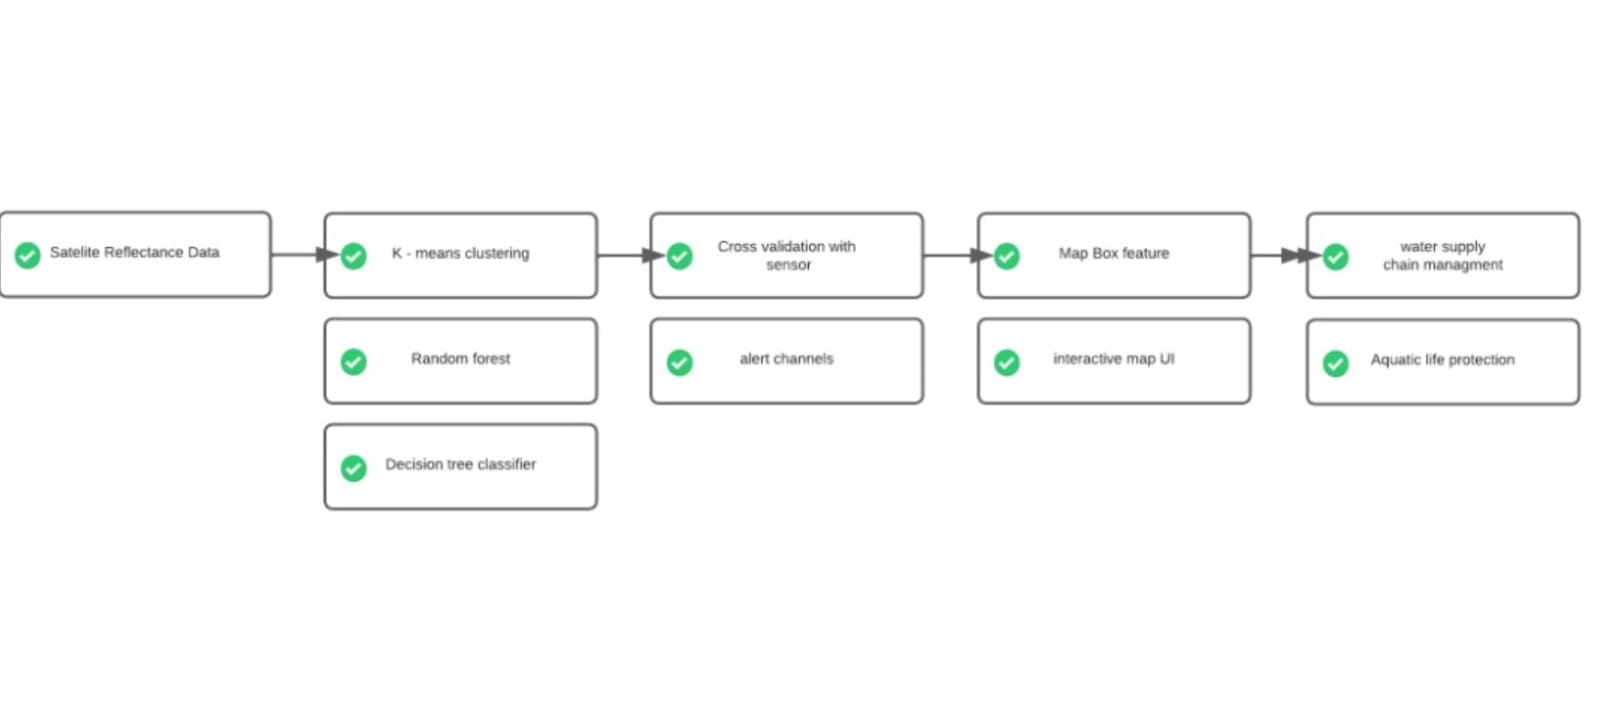 Satelite Reflectance Data
K - means clustering
Cross validation with
sensor
Map Box feature
water supply
chain managment
Random forest
alert channels
interactive map UI
Aquatic life protection
Decision tree classifier